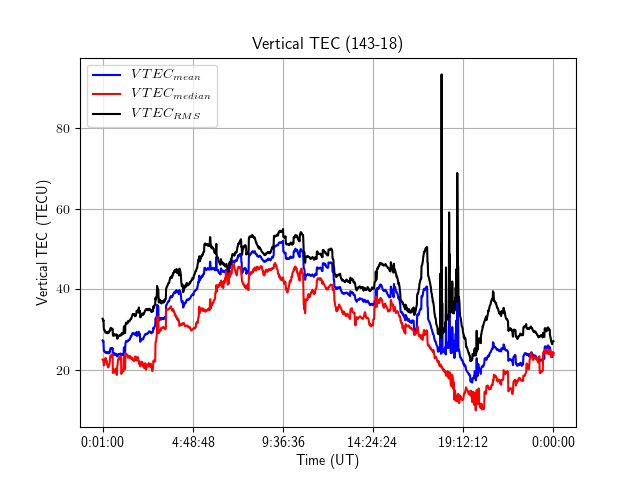 Vertical TEC (143-18)
VTEC_mean
VTEC_median
VTEC_RMS
Vertical TEC (TECU)
80
60
40
20
0:01:00 4:48:48 9:36:36 14:24:24 19:12:12 0:00:00
Time (UT)